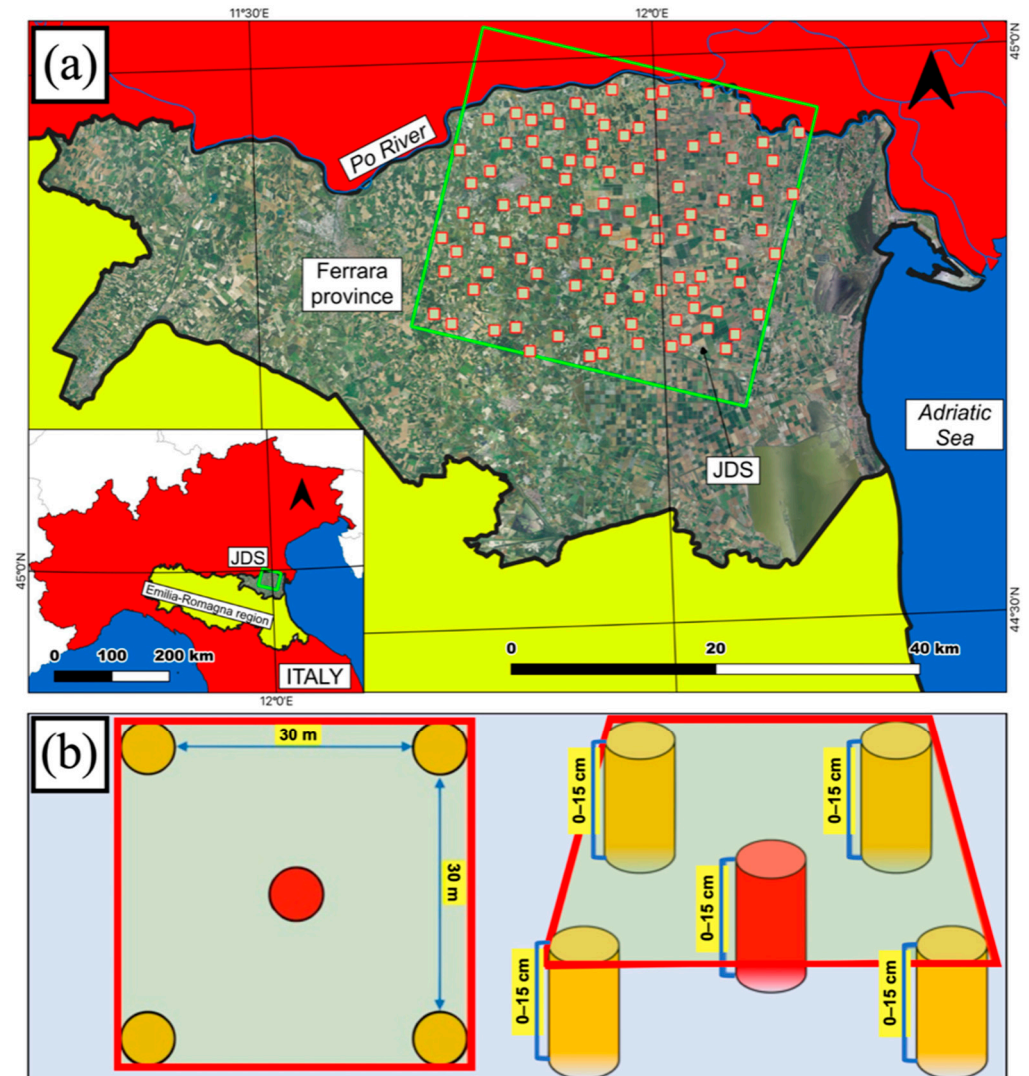 11°30'E
12°0'E
(a)
45°0'N
Po River
Ferrara
province
Adriatic
Sea
JDS
JDS
45°0'N
Emilia-Romagna region
44°30'N
0
20
40 km
0
100
200 km
ITALY
12°0'E
(b)
30 m
30 m
0–15 cm
0–15 cm
0–15 cm
0–15 cm
0–15 cm